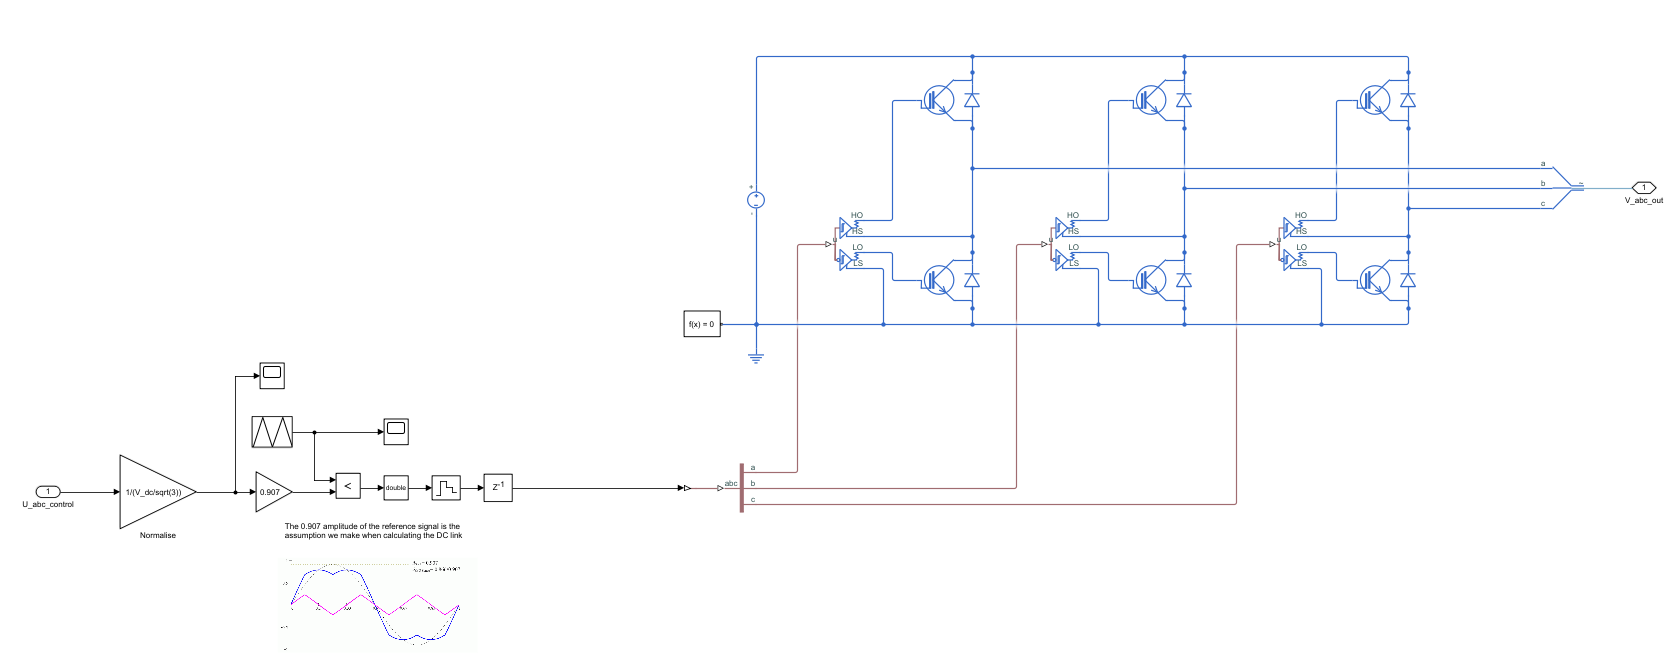 a
b
c
1
V_abc_out
+
+
-
HO
HS
LO
LS
u
HO
HS
LO
LS
u
HO
HS
LO
LS
u
f(x) = 0
1
U_abc_control
1/(V_dc/sqrt(3))
Normalise
0.907
<
double
Z-1
abc
a
b
c
The 0.907 amplitude of the reference signal is the
assumption we make when calculating the DC link